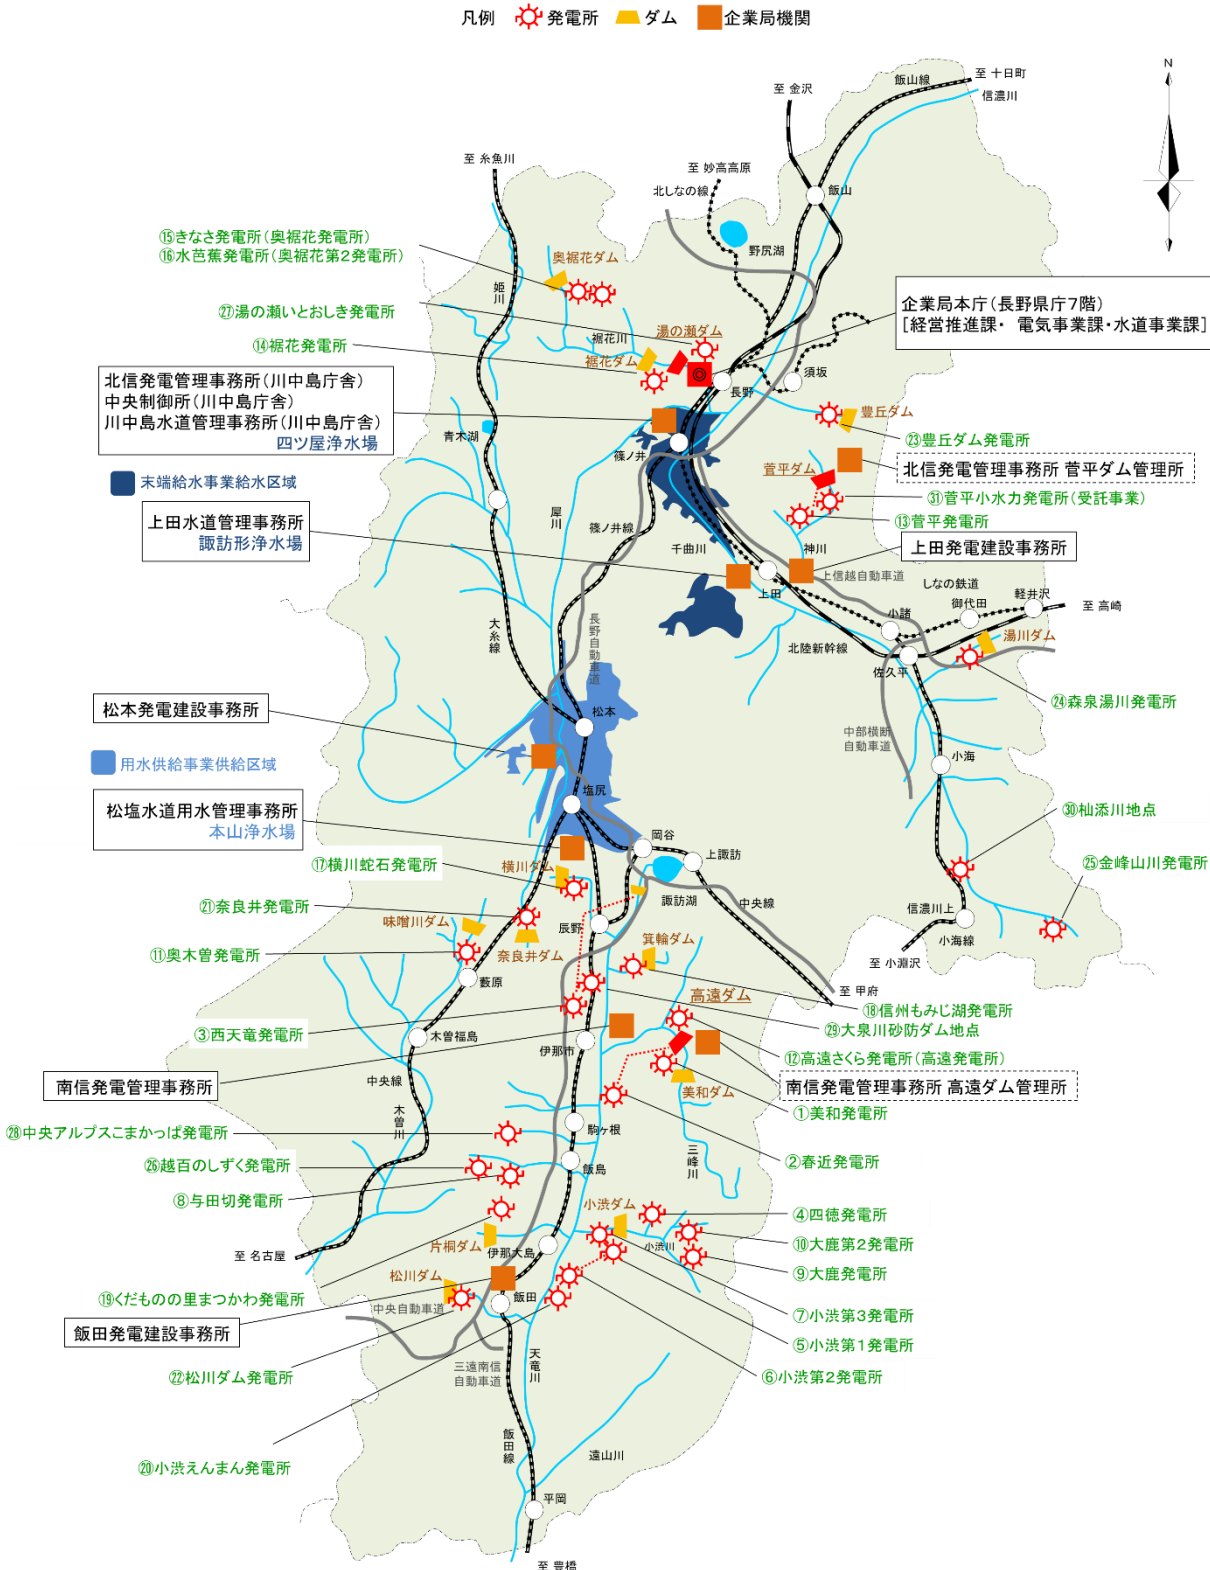 凡例 発電所 ダム 企業局機関
N
至 十日町
飯山線
至 金沢
信濃川
至 糸魚川
至 妙高高原
北しなの線
飯山
⑮きなさ発電所(奥裾花発電所)
⑯水芭蕉発電所(奥裾花第2発電所)
奥裾花ダム
野尻湖
姫川
企業局本庁(長野県庁7階)
[経営推進課・ 電気事業課・水道事業課]
㉗湯の瀬いとおしき発電所
湯の瀬ダム
裾花川
⑭裾花発電所
裾花ダム
長野
須坂
北信発電管理事務所(川中島庁舎)
中央制御所(川中島庁舎)
川中島水道管理事務所(川中島庁舎)
四ツ屋浄水場
豊丘ダム
㉓豊丘ダム発電所
青木湖
篠ノ井
菅平ダム
北信発電管理事務所 菅平ダム管理所
末端給水事業給水区域
㉛菅平小水力発電所(受託事業)
⑬菅平発電所
上田水道管理事務所
諏訪形浄水場
犀川
篠ノ井線
千曲川
神川
上田発電建設事務所
上田
上信越自動車道
しなの鉄道
御代田
軽井沢
至 高崎
小諸
大糸線
長野自動車道
北陸新幹線
湯川ダム
佐久平
㉔森泉湯川発電所
松本発電建設事務所
松本
中部横断
自動車道
小海
用水供給事業供給区域
塩尻
松塩水道用水管理事務所
本山浄水場
岡谷
上諏訪
㉚杣添川地点
⑰横川蛇石発電所
横川ダム
諏訪湖
中央線
㉕金峰山川発電所
㉑奈良井発電所
味噌川ダム
辰野
信濃川上
小海線
⑪奥木曽発電所
奈良井ダム
箕輪ダム
至 小淵沢
藪原
高遠ダム
至 甲府
⑱信州もみじ湖発電所
③西天竜発電所
㉙大泉川砂防ダム地点
木曽福島
伊那市
⑫高遠さくら発電所(高遠発電所)
南信発電管理事務所
中央線
南信発電管理事務所 高遠ダム管理所
美和ダム
①美和発電所
木曽川
㉘中央アルプスこまかっぱ発電所
駒ヶ根
三峰川
②春近発電所
㉖越百のしずく発電所
飯島
⑧与田切発電所
小渋ダム
④四徳発電所
至 名古屋
片桐ダム
伊那大島
小渋川
⑩大鹿第2発電所
松川ダム
⑨大鹿発電所
⑲くだものの里まつかわ発電所
中央自動車道
飯田
⑦小渋第3発電所
飯田発電建設事務所
⑤小渋第1発電所
㉒松川ダム発電所
三遠南信
自動車道
天竜川
⑥小渋第2発電所
飯田線
遠山川
⑳小渋えんまん発電所
平岡
至 豊橋